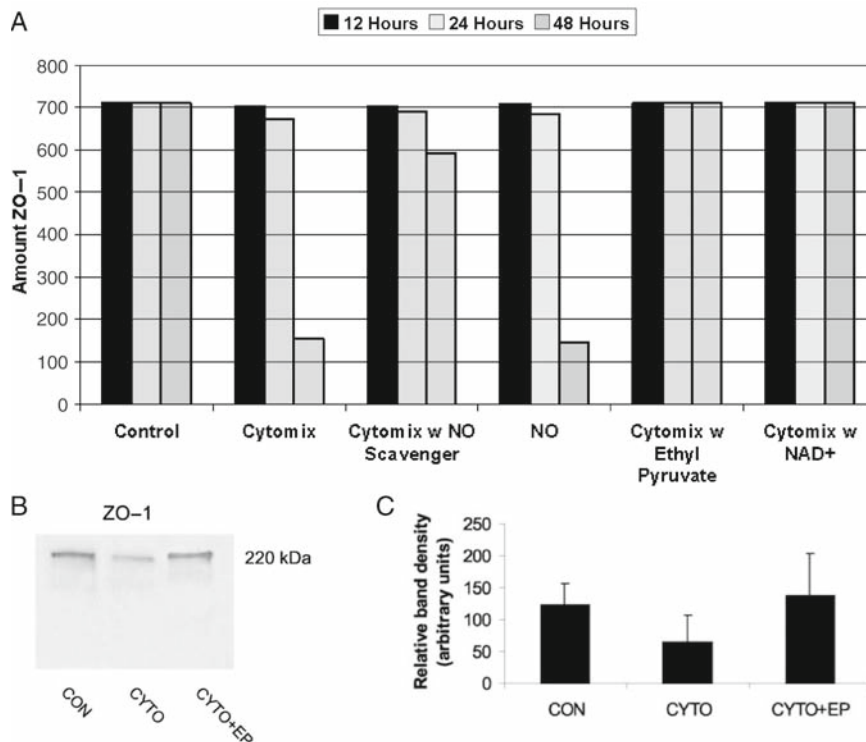 A
12 Hours 24 Hours 48 Hours
Amount ZO–1
800
700
600
500
400
300
200
100
0
Control
Cytomix
Cytomix w NO
Scavenger
NO
Cytomix w
Ethyl
Pyruvate
Cytomix w
NAD+
B
ZO–1
220 kDa
CON
CYTO
CYTO+EP
C
Relative band density
(arbitrary units)
250
200
150
100
50
0
CON
CYTO
CYTO+EP